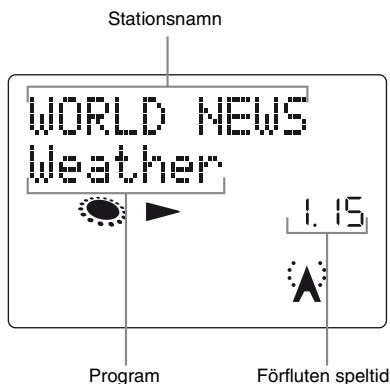 Stationsnamn
WORLD NEWS
Weather
1.15
A
Program
Förfluten speltid